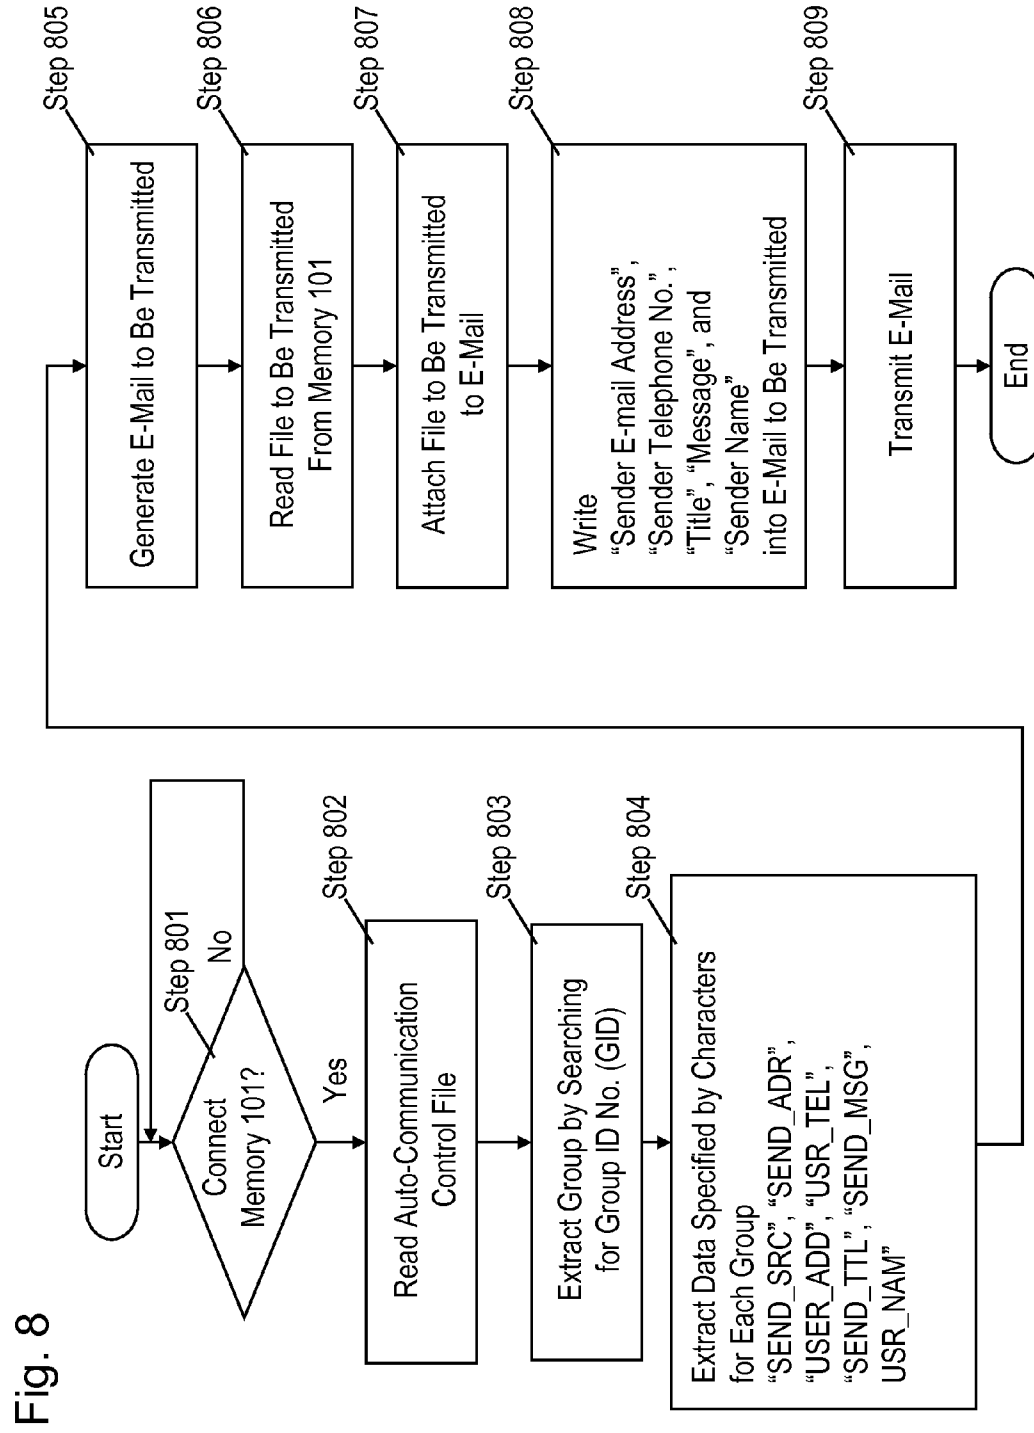 Fig. 8
Start
Step 801
Connect
Memory 101?
No
Yes
Step 802
Read Auto-Communication
Control File
Step 803
Extract Group by Searching
for Group ID No. (GID)
Step 804
Extract Data Specified by Characters
for Each Group
“SEND_SRC”, “SEND_ADR”,
“USER_ADD”, “USR_TEL”,
“SEND_TTL”, “SEND_MSG”,
USR_NAM”
Step 805
Generate E-Mail to Be Transmitted
Step 806
Read File to Be Transmitted
From Memory 101
Step 807
Attach File to Be Transmitted
to E-Mail
Step 808
Write
“Sender E-mail Address”,
“Sender Telephone No.”,
“Title”, “Message”, and
“Sender Name”
into E-Mail to Be Transmitted
Step 809
Transmit E-Mail
End